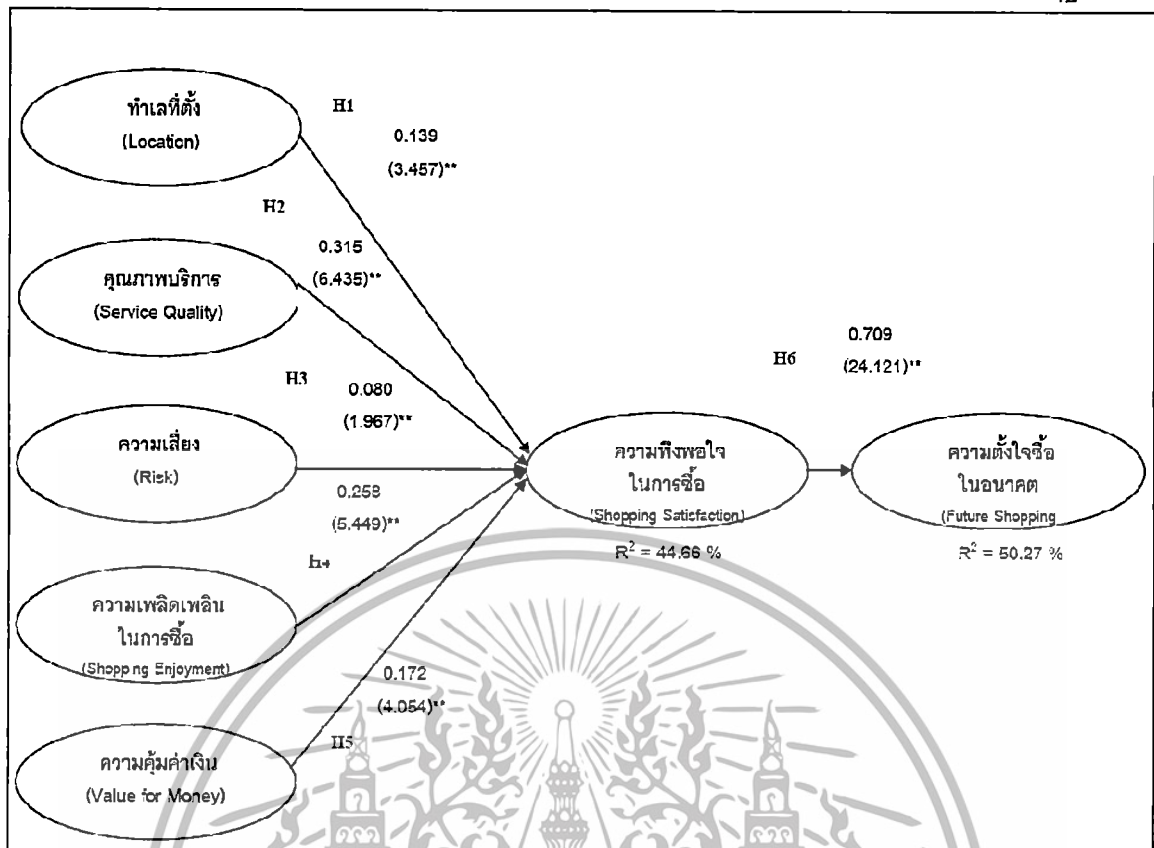 ทำเลที่ตั้ง
(Location)
H1
0.139
(3.457)**
คุณภาพบริการ
(Service Quality)
H2
0.315
(6.435)**
ความเสี่ยง
(Risk)
H3
0.080
(1.967)**
ความเพลิดเพลิน
ในการซื้อ
(Shopping Enjoyment)
H4
0.258
(5.449)**
ความคุ้มค่าเงิน
(Value for Money)
H5
0.172
(4.054)**
ความพึงพอใจ
ในการซื้อ
(Shopping Satisfaction)
R² = 44.66 %
H6
0.709
(24.121)**
ความตั้งใจซื้อ
ในอนาคต
(Future Shopping
R² = 50.27 %